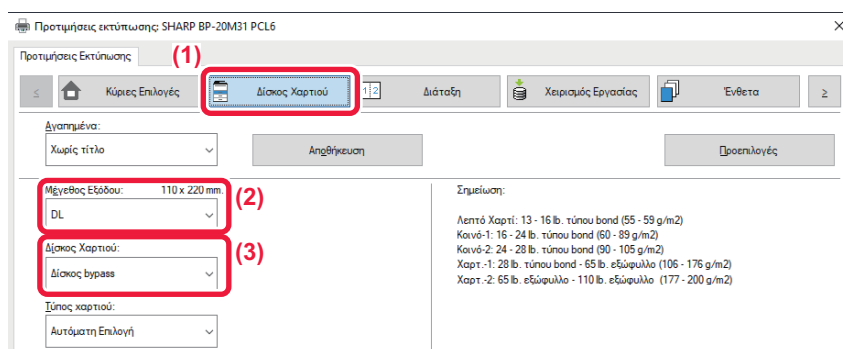 Προτιμήσεις εκτύπωσης: SHARP BP-20M31 PCL6
Προτιμήσεις Εκτύπωσης
(1)
Κύριες Επιλογές
Δίσκος Χαρτιού
1 2
Διάταξη
Χειρισμός Εργασίας
Ένθετα
Αγαπημένα:
Χωρίς τίτλο
Αποθήκευση
Προεπιλογές
Μέγεθος Εξόδου: 110 x 220 mm.
(2)
DL
Δίσκος Χαρτιού:
(3)
Δίσκος bypass
Τύπος χαρτιού:
Αυτόματη Επιλογή
Σημείωση:
Λεπτό Χαρτί: 13 - 16 lb. τύπου bond (55 - 59 g/m2)
Κοινό-1: 16 - 24 lb. τύπου bond (60 - 89 g/m2)
Κοινό-2: 24 - 28 lb. τύπου bond (90 - 105 g/m2)
Χαρτ.-1: 28 lb. τύπου bond - 65 lb. εξώφυλλο (106 - 176 g/m2)
Χαρτ.-2: 65 lb. εξώφυλλο - 110 lb. εξώφυλλο (177 - 200 g/m2)